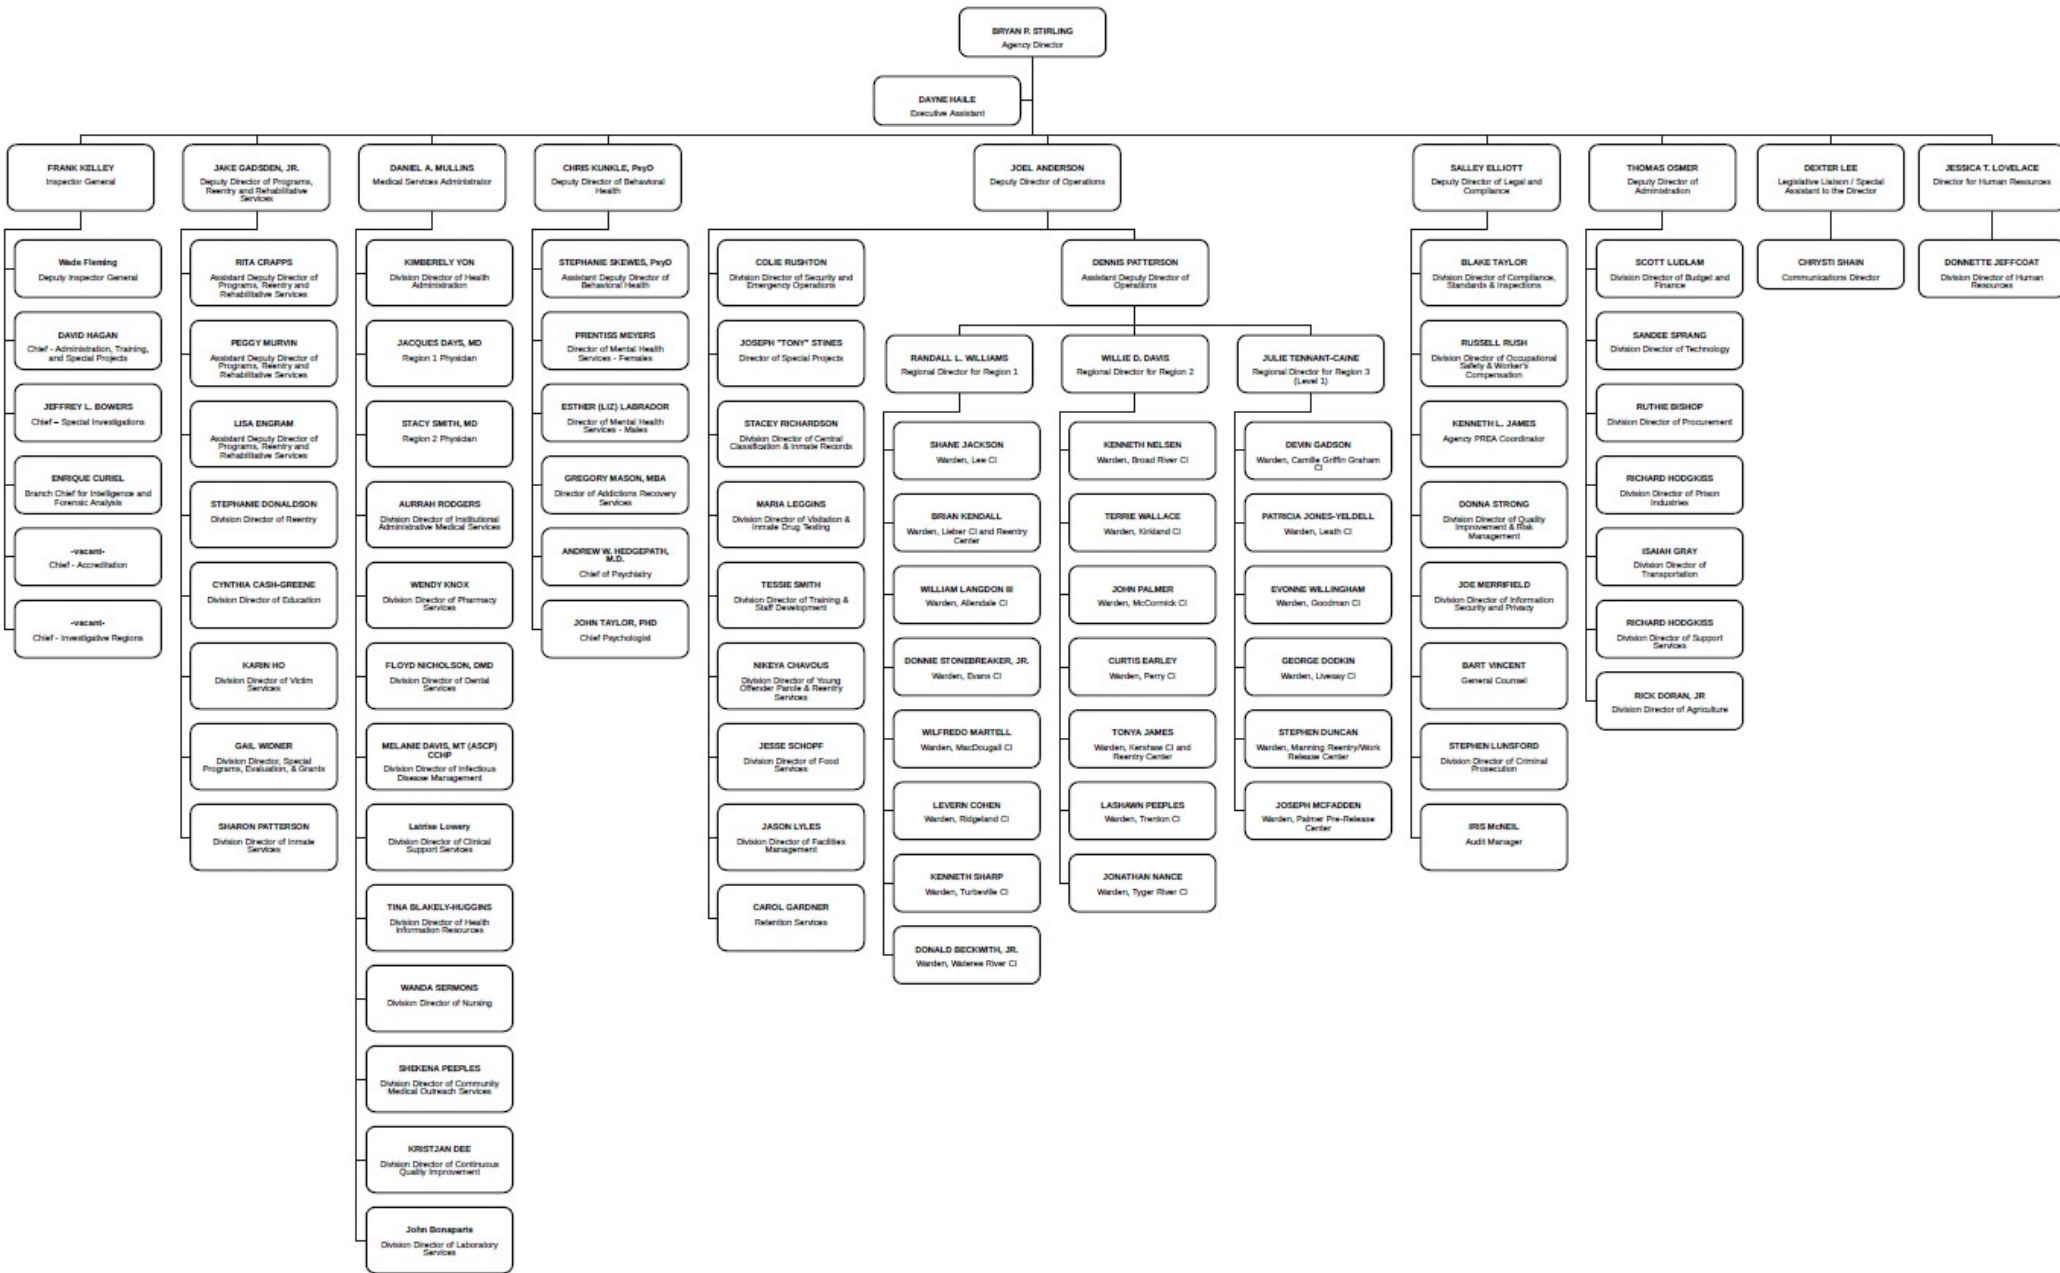 BRYAN P. STIRLING
Agency Director
DAYNE HAILE
Executive Assistant
FRANK KELLEY
Inspector General
JAKE GADSDEN, JR.
Deputy Director of Programs,
Reentry and Rehabilitative
Services
DANIEL A. MULLINS
Medical Services Administrator
CHRIS KUNKLE, PsyD
Deputy Director of Behavioral
Health
JOEL ANDERSON
Deputy Director of Operations
SALLEY ELLIOTT
Deputy Director of Legal and
Compliance
THOMAS OSMER
Deputy Director of
Administration
DEXTER LEE
Legislative Liaison / Special
Assistant to the Director
JESSICA T. LOVELACE
Director for Human Resources
Wade Fleming
Deputy Inspector General
DAVID HAGAN
Chief - Administration, Training,
and Special Projects
JEFFREY L. BOWERS
Chief – Special Investigations
ENRIQUE CURIEL
Branch Chief for Intelligence and
Forensic Analysis
-vacant-
Chief - Accreditation
-vacant-
Chief - Investigative Regions
RITA CRAPPS
Assistant Deputy Director of
Programs, Reentry and
Rehabilitative Services
PEGGY MURVIN
Assistant Deputy Director of
Programs, Reentry and
Rehabilitative Services
LISA ENGRAM
Assistant Deputy Director of
Programs, Reentry and
Rehabilitative Services
STEPHANIE DONALDSON
Division Director of Reentry
CYNTHIA CASH-GREENE
Division Director of Education
KARIN HO
Division Director of Victim
Services
GAIL WIDNER
Division Director, Special
Programs, Evaluation, & Grants
SHARON PATTERSON
Division Director of Inmate
Services
KIMBERELY YON
Division Director of Health
Administration
JACQUES DAYS, MD
Region 1 Physician
STACY SMITH, MD
Region 2 Physician
AURRAH RODGERS
Division Director of Institutional
Administrative Medical Services
WENDY KNOX
Division Director of Pharmacy
Services
FLOYD NICHOLSON, DMD
Division Director of Dental
Services
MELANIE DAVIS, MT (ASCP)
CCHP
Division Director of Infectious
Disease Management
Latrise Lowery
Division Director of Clinical
Support Services
TINA BLAKELY-HUGGINS
Division Director of Health
Information Resources
WANDA SERMONS
Division Director of Nursing
SHEKENA PEEPLES
Division Director of Community
Medical Outreach Services
KRISTJAN DEE
Division Director of Continuous
Quality Improvement
John Bonaparte
Division Director of Laboratory
Services
STEPHANIE SKEWES, PsyD
Assistant Deputy Director of
Behavioral Health
PRENTISS MEYERS
Director of Mental Health
Services - Females
ESTHER (LIZ) LABRADOR
Director of Mental Health
Services - Males
GREGORY MASON, MBA
Director of Addictions Recovery
Services
ANDREW W. HEDGEPATH,
M.D.
Chief of Psychiatry
JOHN TAYLOR, PHD
Chief Psychologist
COLIE RUSHTON
Division Director of Security and
Emergency Operations
JOSEPH "TONY" STINES
Director of Special Projects
STACEY RICHARDSON
Division Director of Central
Classification & Inmate Records
MARIA LEGGINS
Division Director of Visitation &
Inmate Drug Testing
TESSIE SMITH
Division Director of Training &
Staff Development
NIKEYA CHAVOUS
Division Director of Young
Offender Parole & Reentry
Services
JESSE SCHOPF
Division Director of Food
Services
JASON LYLES
Division Director of Facilities
Management
CAROL GARDNER
Retention Services
DENNIS PATTERSON
Assistant Deputy Director of
Operations
RANDALL L. WILLIAMS
Regional Director for Region 1
SHANE JACKSON
Warden, Lee CI
BRIAN KENDALL
Warden, Lieber CI and Reentry
Center
WILLIAM LANGDON III
Warden, Allendale CI
DONNIE STONEBREAKER, JR.
Warden, Evans CI
WILFREDO MARTELL
Warden, MacDougall CI
LEVERN COHEN
Warden, Ridgeland CI
KENNETH SHARP
Warden, Turbeville CI
DONALD BECKWITH, JR.
Warden, Wateree River CI
WILLIE D. DAVIS
Regional Director for Region 2
KENNETH NELSEN
Warden, Broad River CI
TERRIE WALLACE
Warden, Kirkland CI
JOHN PALMER
Warden, McCormick CI
CURTIS EARLEY
Warden, Perry CI
TONYA JAMES
Warden, Kershaw CI and
Reentry Center
LASHAWN PEEPLES
Warden, Trenton CI
JONATHAN NANCE
Warden, Tyger River CI
JULIE TENNANT-CAINE
Regional Director for Region 3
(Level 1)
DEVIN GADSON
Warden, Camille Griffin Graham
CI
PATRICIA JONES-YELDELL
Warden, Leath CI
EVONNE WILLINGHAM
Warden, Goodman CI
GEORGE DODKIN
Warden, Livesay CI
STEPHEN DUNCAN
Warden, Manning Reentry/Work
Release Center
JOSEPH MCFADDEN
Warden, Palmer Pre-Release
Center
BLAKE TAYLOR
Division Director of Compliance,
Standards & Inspections
RUSSELL RUSH
Division Director of Occupational
Safety & Worker's
Compensation
KENNETH L. JAMES
Agency PREA Coordinator
DONNA STRONG
Division Director of Quality
Improvement & Risk
Management
JOE MERRIFIELD
Division Director of Information
Security and Privacy
BART VINCENT
General Counsel
STEPHEN LUNSFORD
Division Director of Criminal
Prosecution
IRIS McNEIL
Audit Manager
SCOTT LUDLAM
Division Director of Budget and
Finance
SANDEE SPRANG
Division Director of Technology
RUTHIE BISHOP
Division Director of Procurement
RICHARD HODGKISS
Division Director of Prison
Industries
ISAIAH GRAY
Division Director of
Transportation
RICHARD HODGKISS
Division Director of Support
Services
RICK DORAN, JR
Division Director of Agriculture
CHRYSTI SHAIN
Communications Director
DONNETTE JEFFCOAT
Division Director of Human
Resources